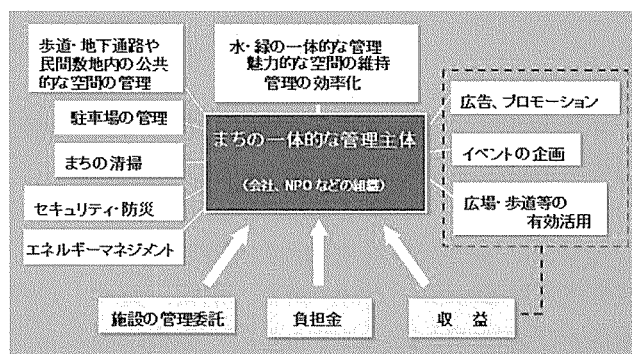 歩道・地下通路や
民間敷地内の公共
的な空間の管理
水・緑の一体的な管理
魅力的な空間の維持
管理の効率化
広告、プロモーション
駐車場の管理
まちの一体的な管理主体
（会社、NPOなどの組織）
まちの清掃
イベントの企画
セキュリティ・防災
広場・歩道等の
有効活用
エネルギーマネジメント
施設の管理委託
負担金
収　益